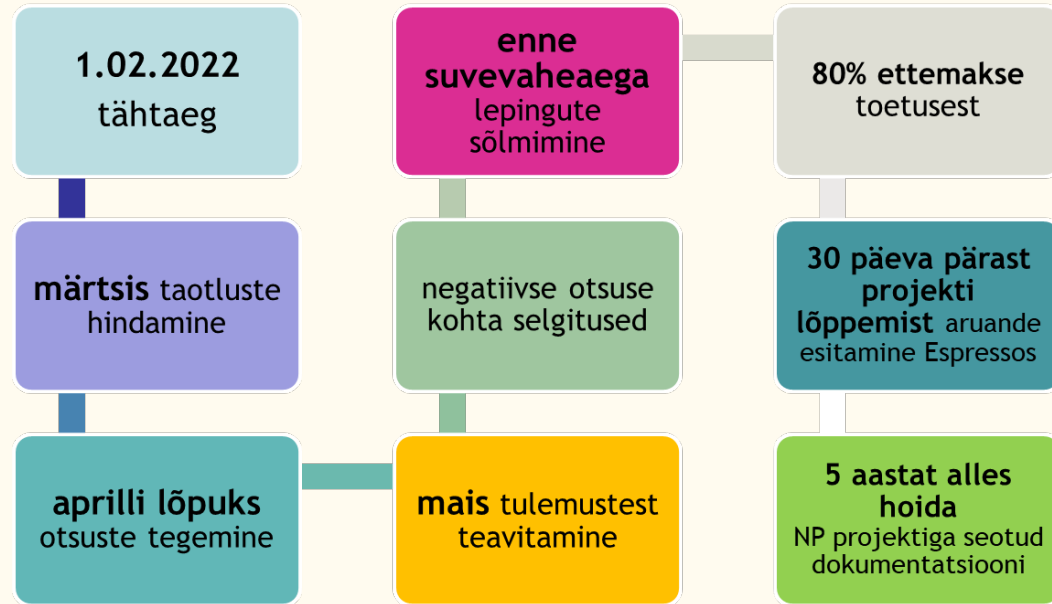 1.02.2022
tähtaeg
märtsis taotluste
hindamine
aprilli lõpuks
otsuste tegemine
mais tulemustest
teavitamine
negatiivse otsuse
kohta selgitused
enne
suvevaheaega
lepingute
sõlmimine
80% ettemakse
toetusest
30 päeva pärast
projekti
lõppemist aruande
esitamine Espressos
5 aastat alles
hoida
NP projektiga seotud
dokumentatsiooni